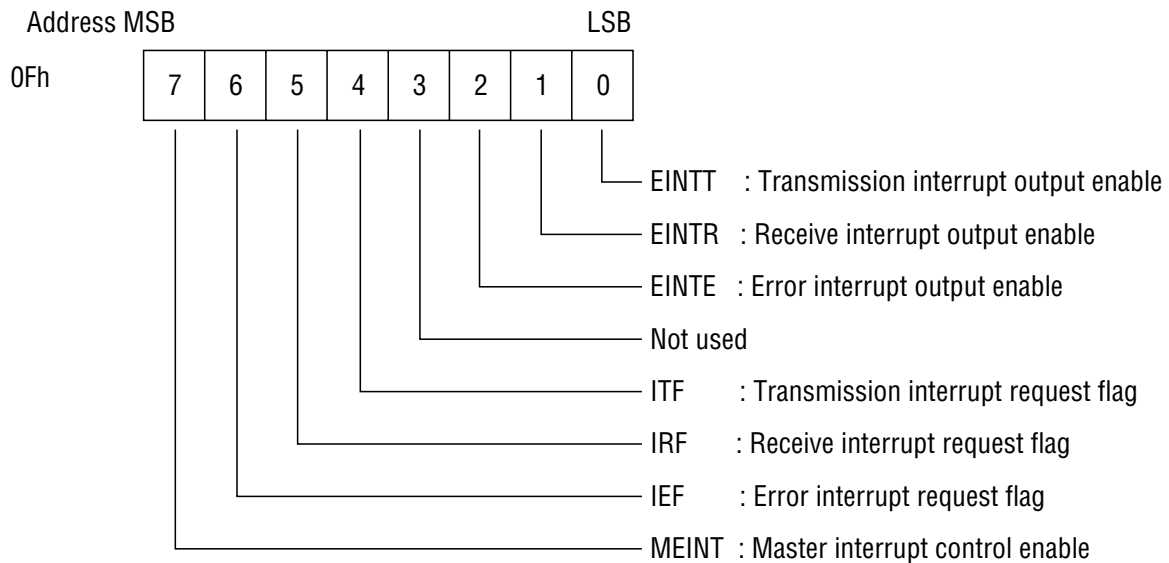 Address MSB LSB
0Fh 7 6 5 4 3 2 1 0
EINTT : Transmission interrupt output enable
EINTR : Receive interrupt output enable
EINTE : Error interrupt output enable
Not used
ITF : Transmission interrupt request flag
IRF : Receive interrupt request flag
IEF : Error interrupt request flag
MEINT : Master interrupt control enable